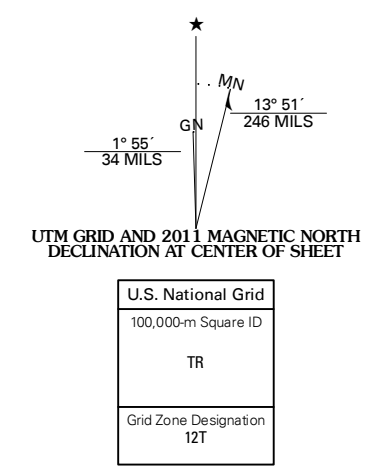 ★
MN
GN
13° 51´
246 MILS
1° 55´
34 MILS
UTM GRID AND 2011 MAGNETIC NORTH
DECLINATION AT CENTER OF SHEET
U.S. National Grid
100,000-m Square ID
TR
Grid Zone Designation
12T